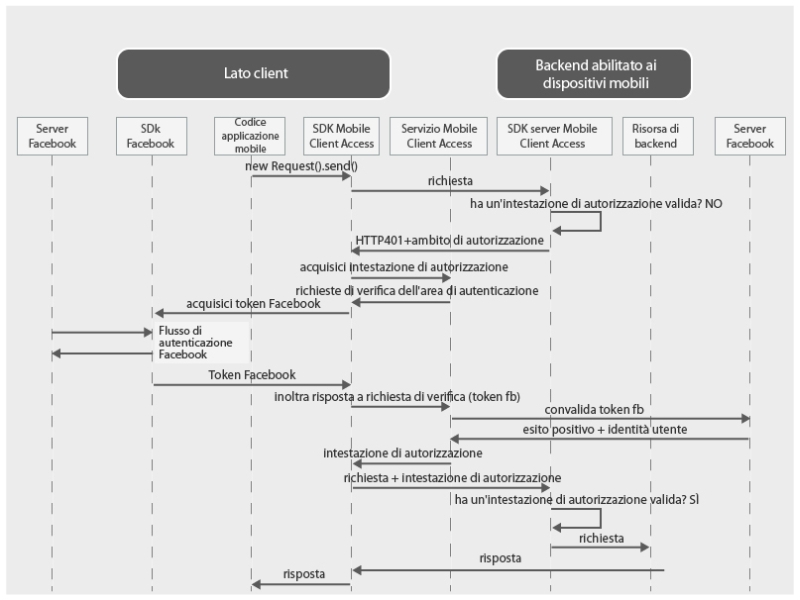 Lato client
Backend abilitato ai
dispositivi mobili
Server
Facebook
SDk
Facebook
Codice
applicazione
mobile
SDK Mobile
Client Access
Servizio Mobile
Client Access
SDK server Mobile
Client Access
Risorsa di
backend
Server
Facebook
new Request().send()
richiesta
ha un'intestazione di autorizzazione valida? NO
HTTP401+ambito di autorizzazione
acquisici intestazione di autorizzazione
richieste di verifica dell'area di autenticazione
acquisici token Facebook
Flusso di
autenticazione
Facebook
Token Facebook
inoltra risposta a richiesta di verifica (token fb)
convalida token fb
esito positivo + identità utente
intestazione di autorizzazione
richiesta + intestazione di autorizzazione
ha un'intestazione di autorizzazione valida? SÌ
richiesta
risposta
risposta